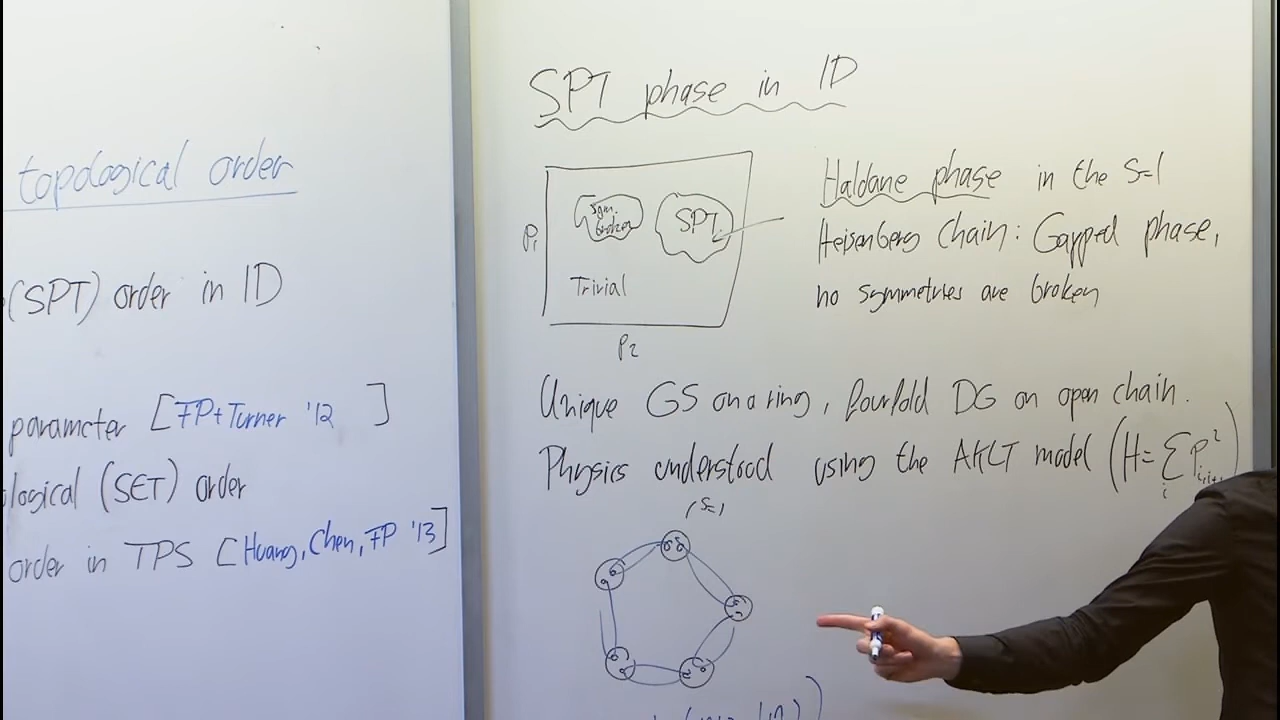 topological order
(SPT) order in 1D
parameter [FP+Turner '12 ]
ological (SET) order
order in TPS [Huang, Chen, FP '13]
SPT phase in 1D
Sym. broken
SPT
Trivial
P1
P2
Haldane phase in the S=1
Heisenberg Chain: Gapped phase,
no symmetries are broken
Unique GS on a ring, fourfold DG on open chain.
Physics understood using the AKLT model (H=∑i P²i,i+1)
S=1